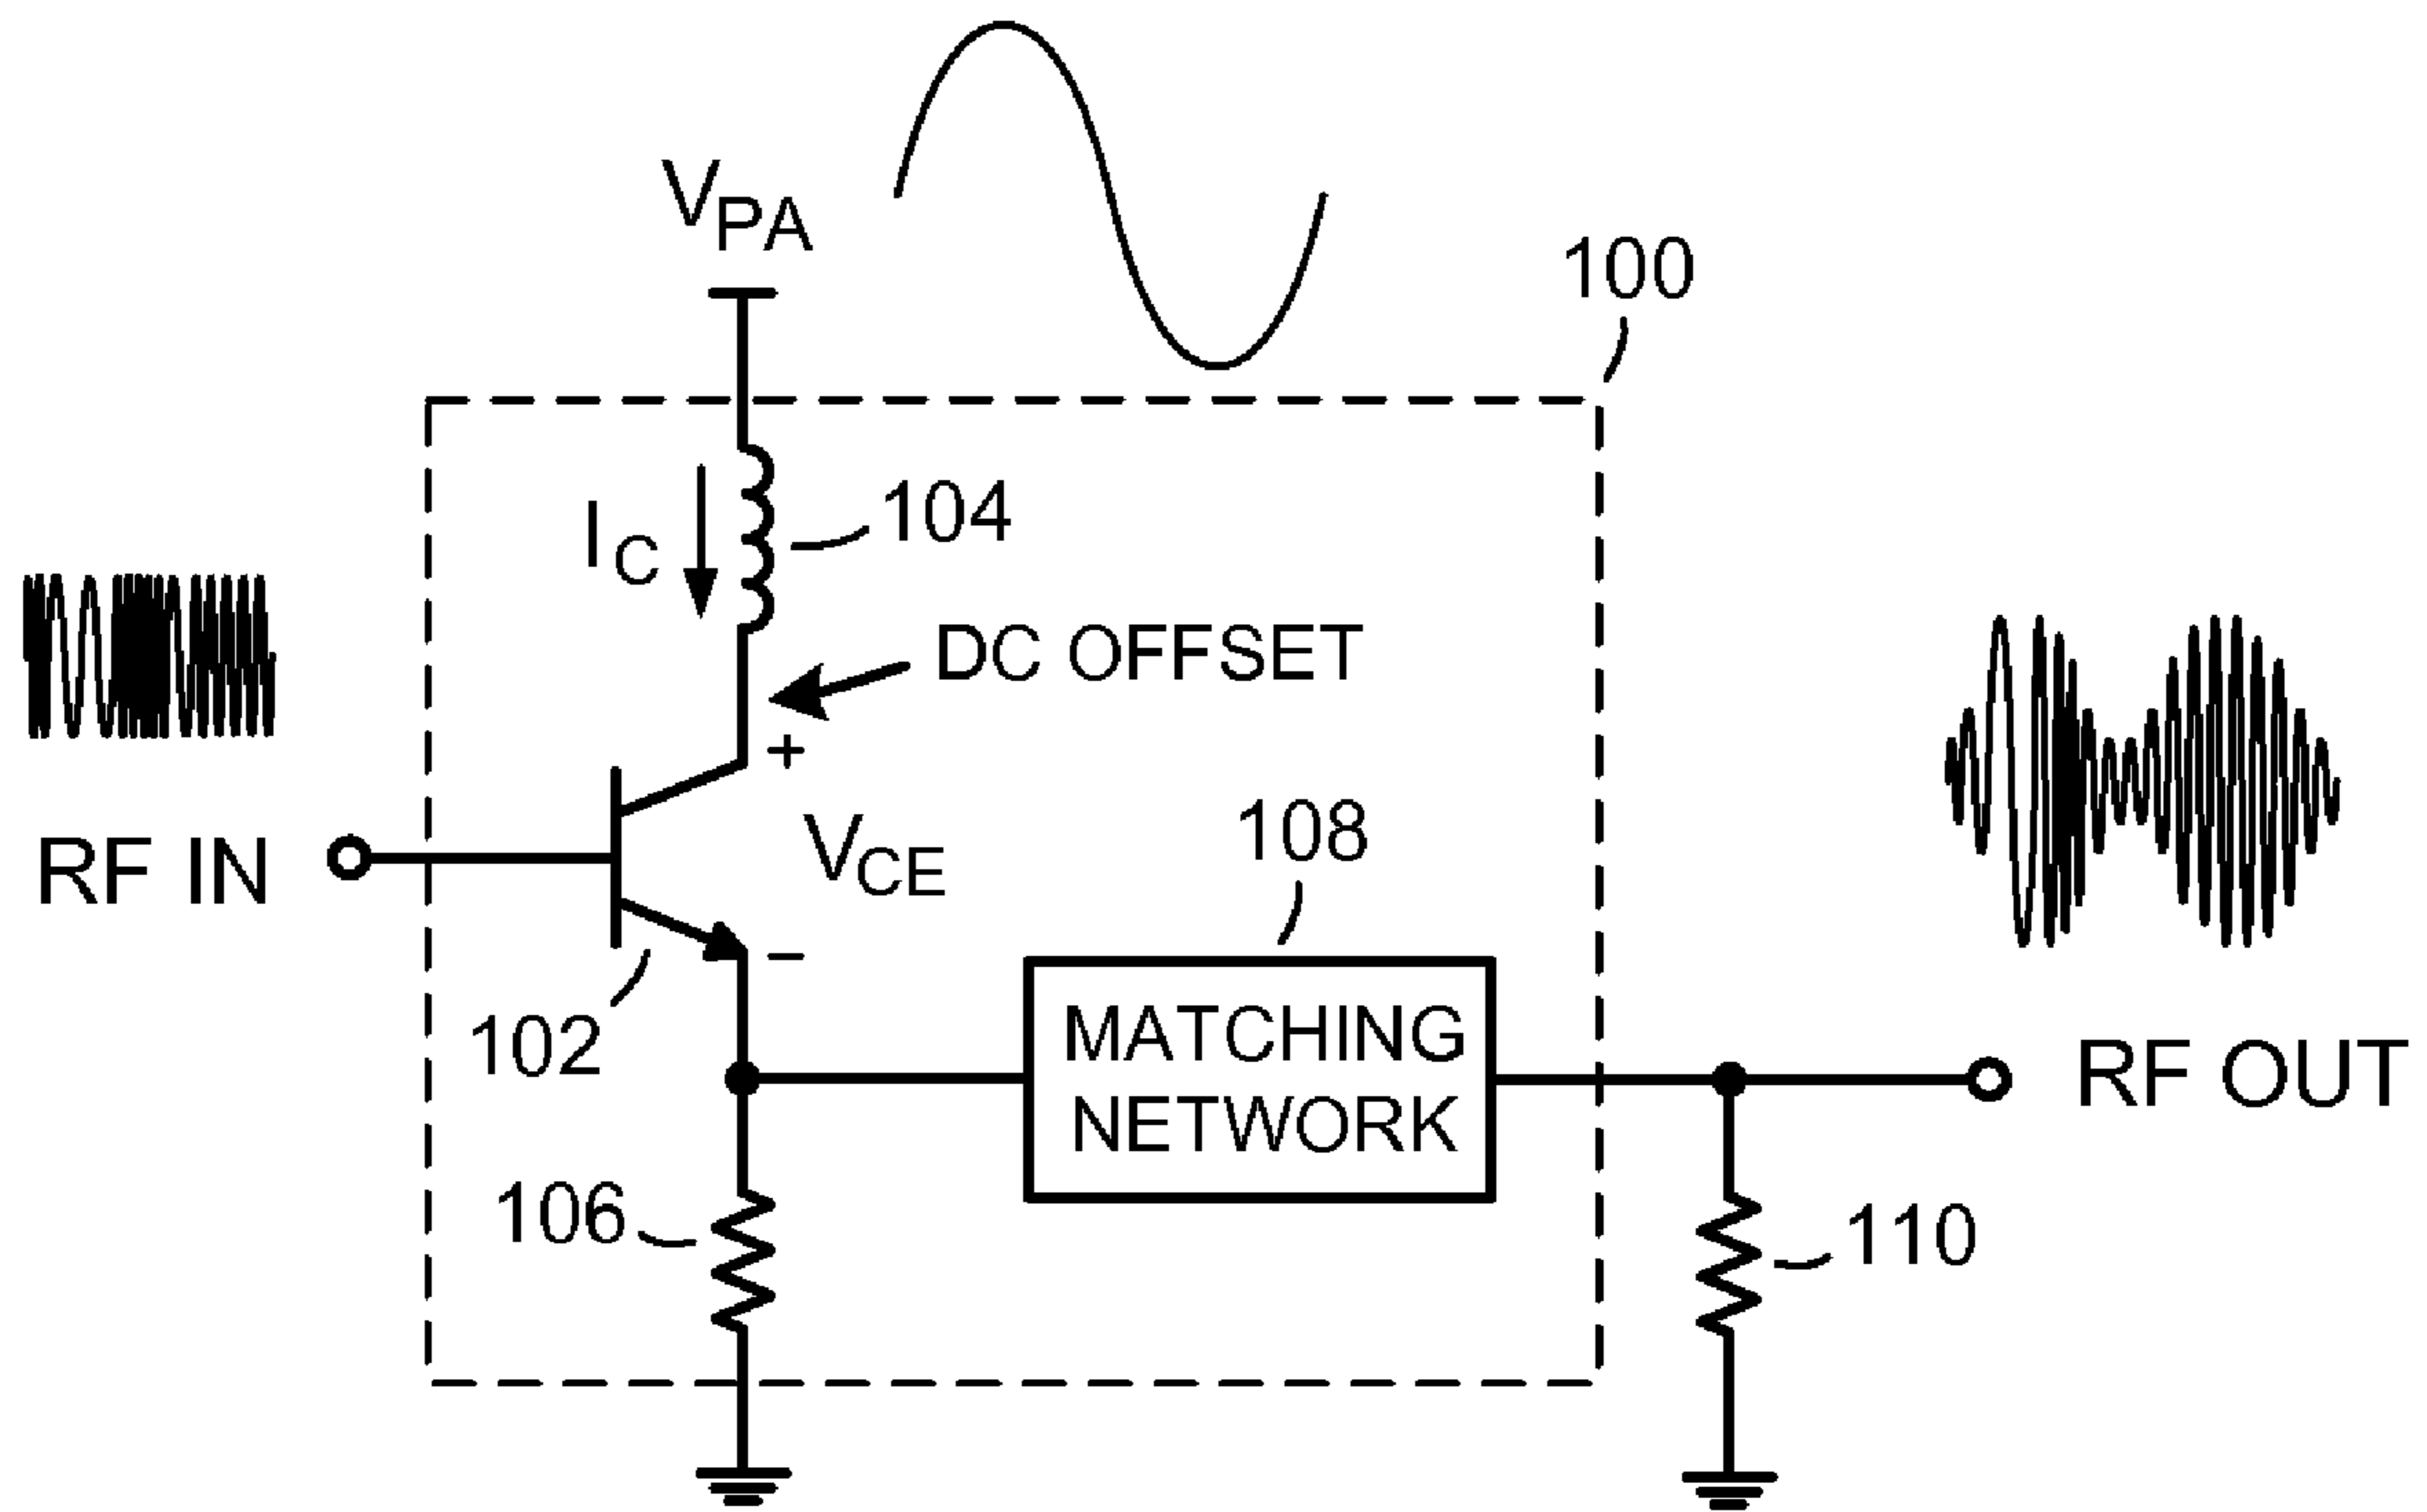 VPA
100
104
IC
DC OFFSET
+
VCE
RF IN
108
−
102
MATCHING
NETWORK
RF OUT
106
110